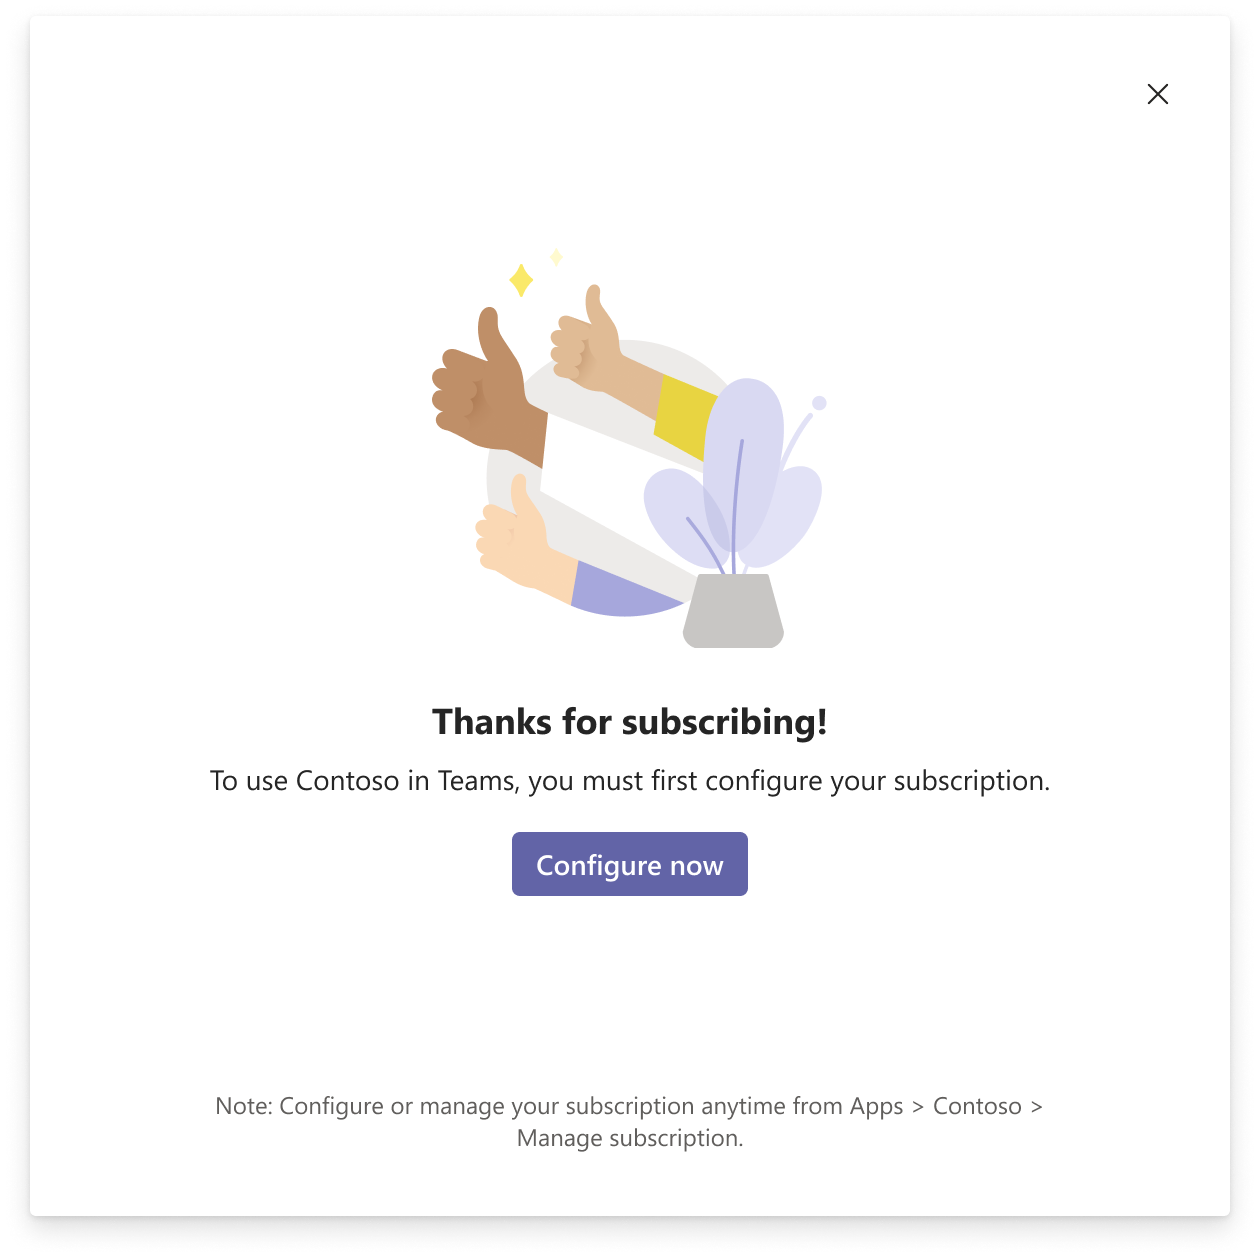 Thanks for subscribing!
To use Contoso in Teams, you must first configure your subscription.
Configure now
Note: Configure or manage your subscription anytime from Apps > Contoso >
Manage subscription.